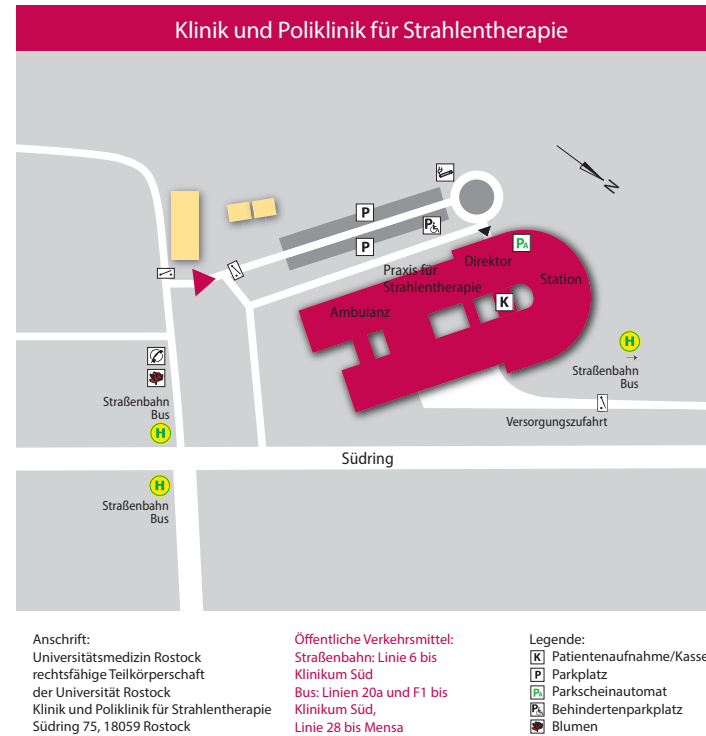 Klinik und Poliklinik für Strahlentherapie
N
P
P
PA
Direktor
Praxis für
Strahlentherapie
Station
K
Ambulanz
H
Straßenbahn
Bus
Straßenbahn
Bus
H
Versorgungszufahrt
Südring
H
Straßenbahn
Bus
Anschrift:
Universitätsmedizin Rostock
rechtsfähige Teilkörperschaft
der Universität Rostock
Klinik und Poliklinik für Strahlentherapie
Südring 75, 18059 Rostock
Öffentliche Verkehrsmittel:
Straßenbahn: Linie 6 bis
Klinikum Süd
Bus: Linien 20a und F1 bis
Klinikum Süd,
Linie 28 bis Mensa
Legende:
K Patientenaufnahme/Kasse
P Parkplatz
PA Parkscheinautomat
P Behindertenparkplatz
Blumen